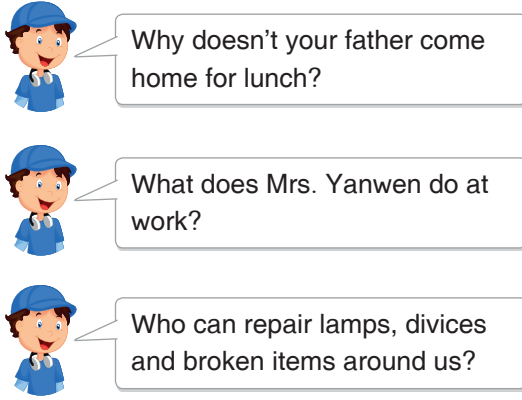 Why doesn’t your father come
home for lunch?
What does Mrs. Yanwen do at
work?
Who can repair lamps, divices
and broken items around us?